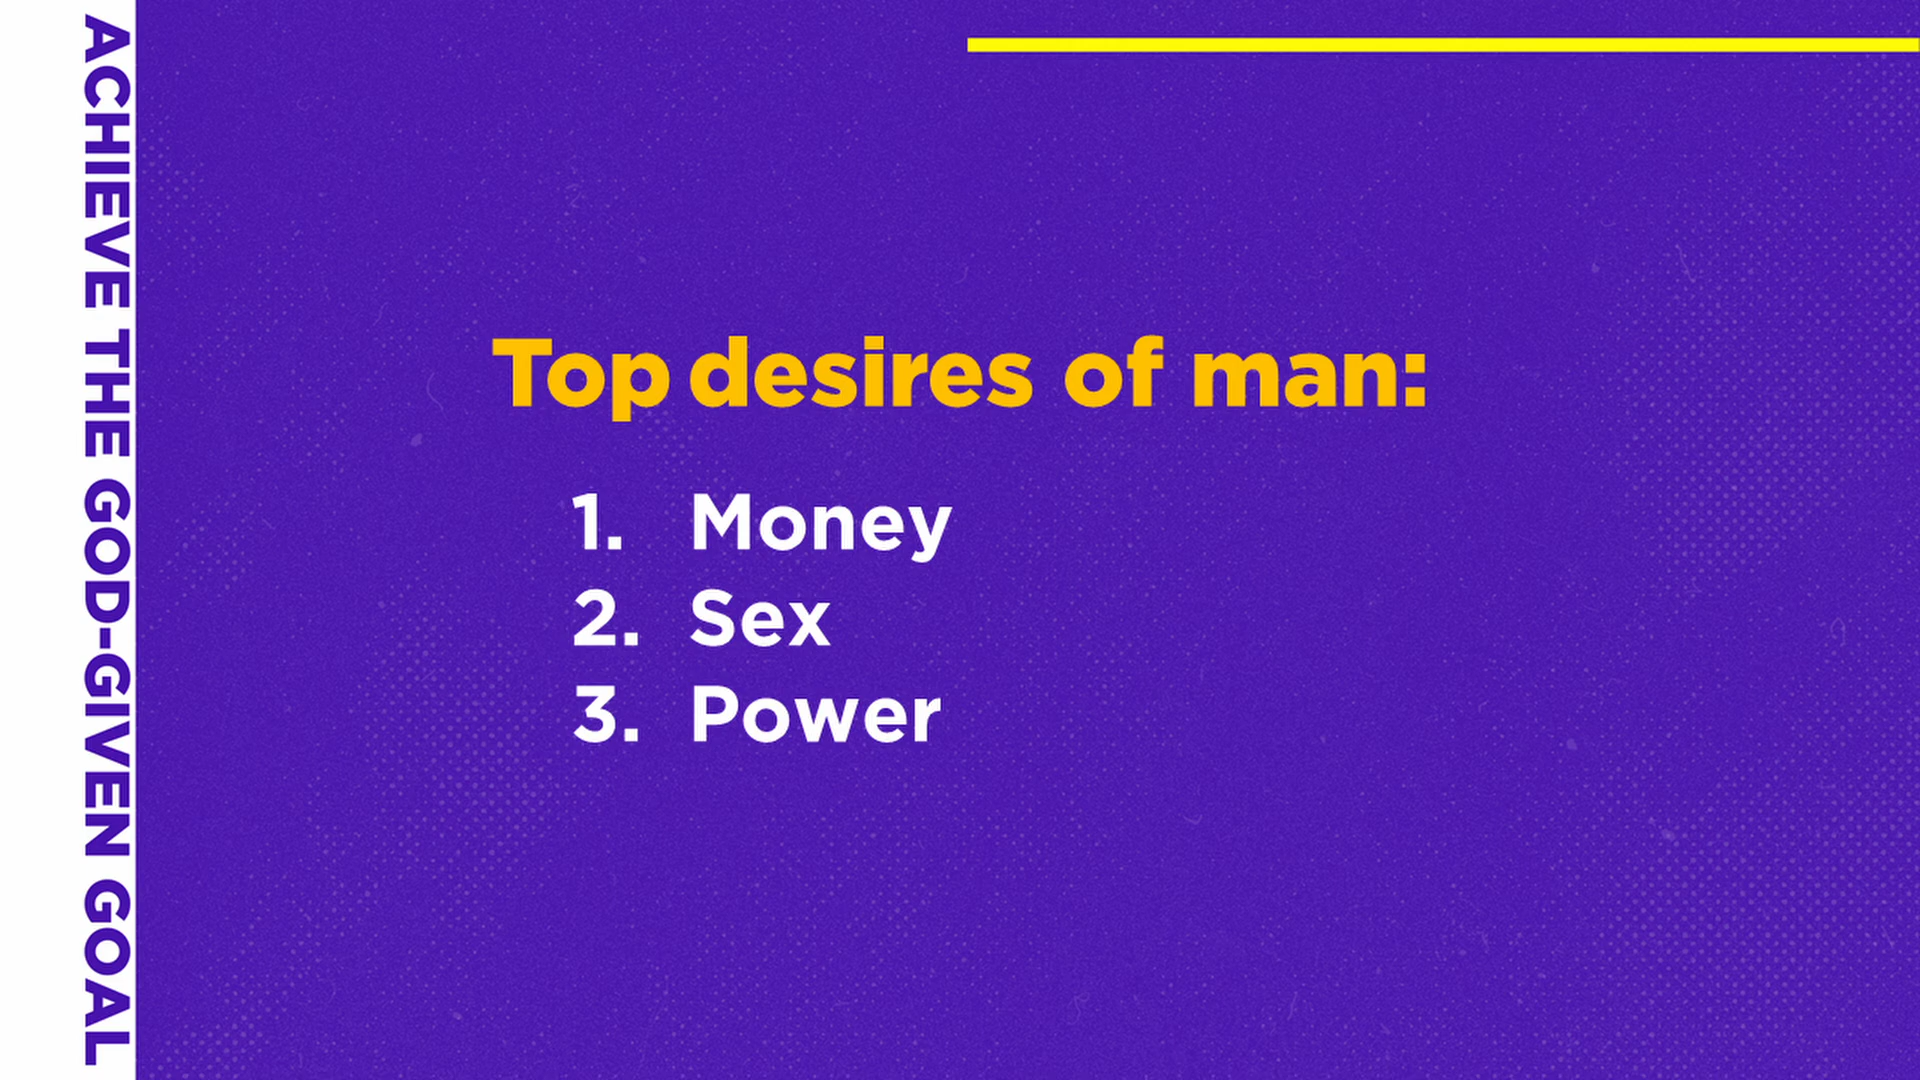 ACHIEVE THE GOD-GIVEN GOAL
Top desires of man:
1. Money
2. Sex
3. Power